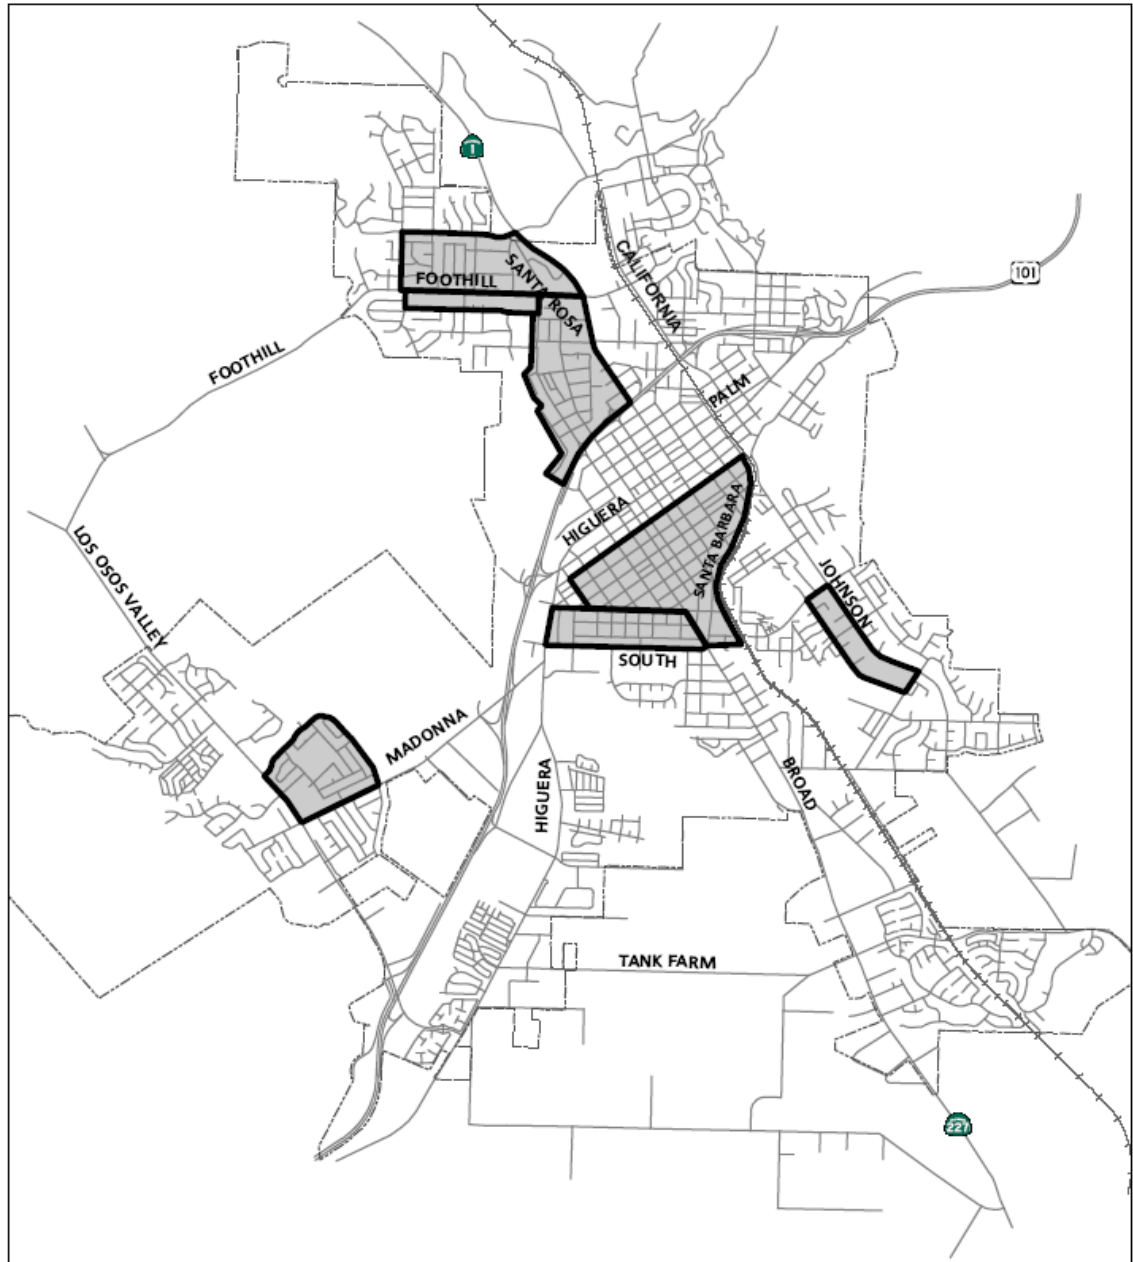 1
CALIFORNIA
SANTA ROSA
101
FOOTHILL
FOOTHILL
PALM
HIGUERA
SANTA BARBARA
LOS OSOS VALLEY
JOHNSON
SOUTH
MADONNA
BROAD
HIGUERA
TANK FARM
227